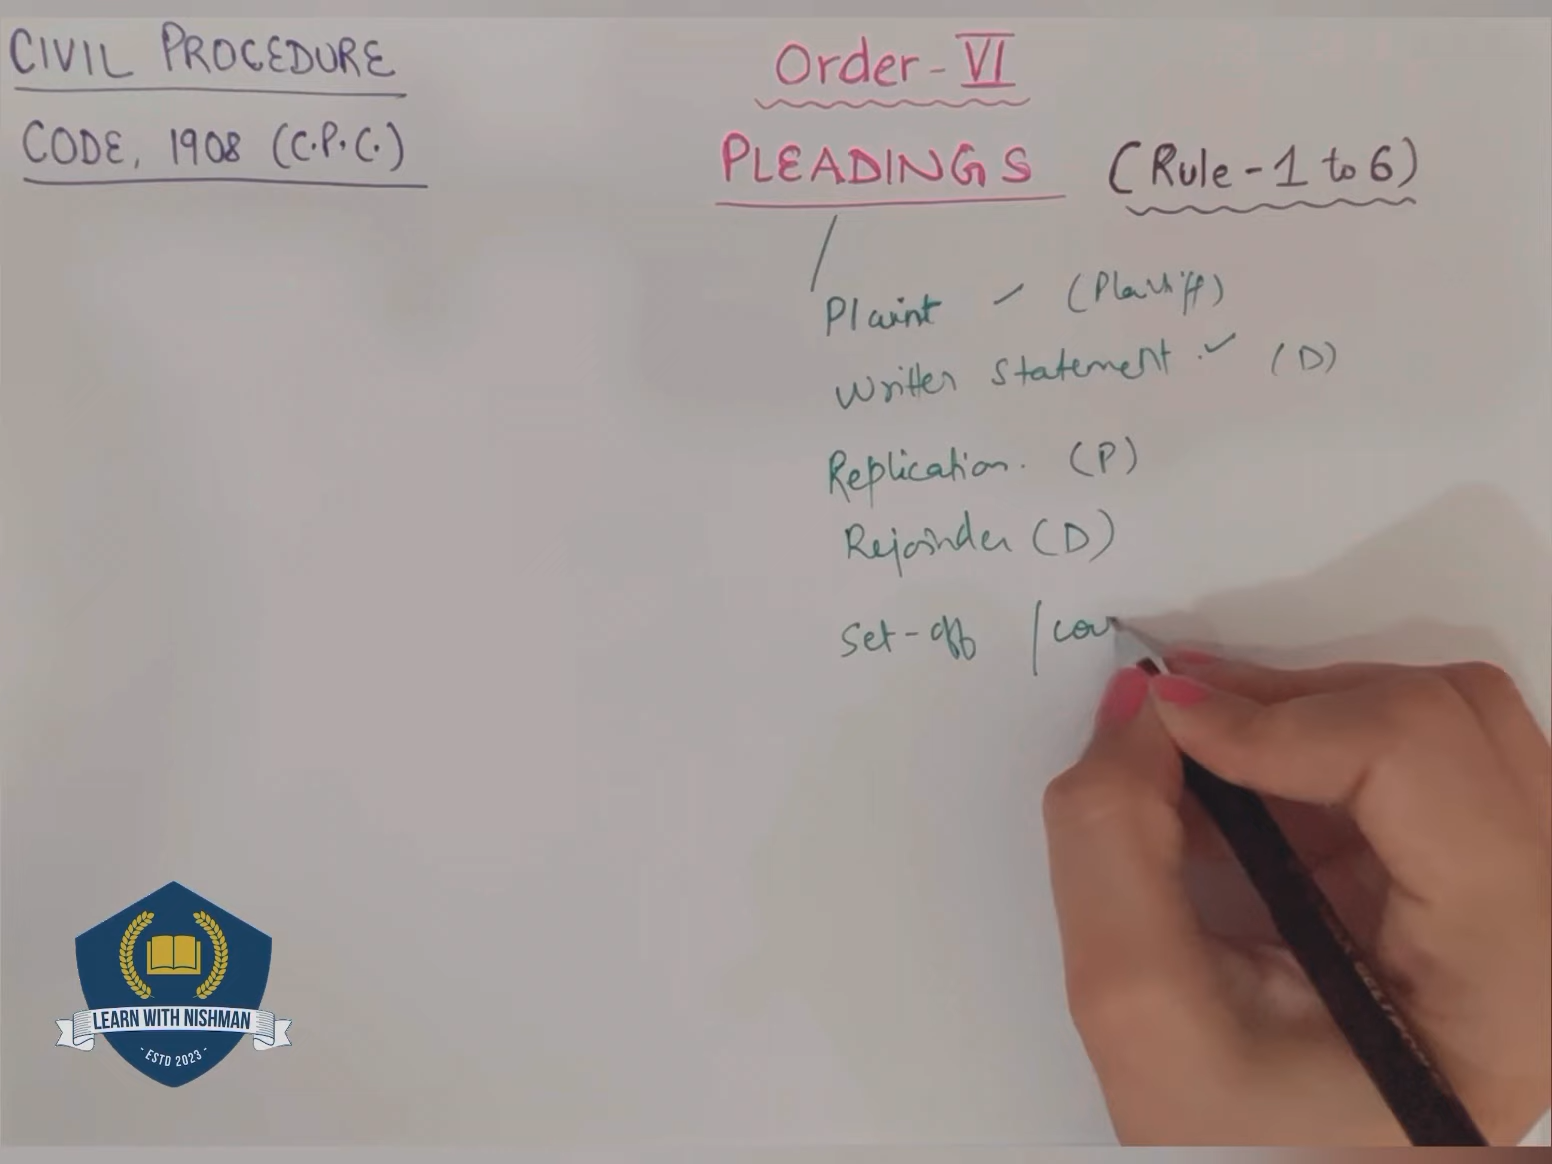 CIVIL PROCEDURE
CODE, 1908 (C.P.C.)
Order - VI
PLEADINGS (Rule - 1 to 6)
Plaint ✓ (Plaintiff)
Written Statement . ✓ (D)
Replication. (P)
Rejoinder (D)
Set-off / cou
LEARN WITH NISHMAN
- ESTD 2023 -